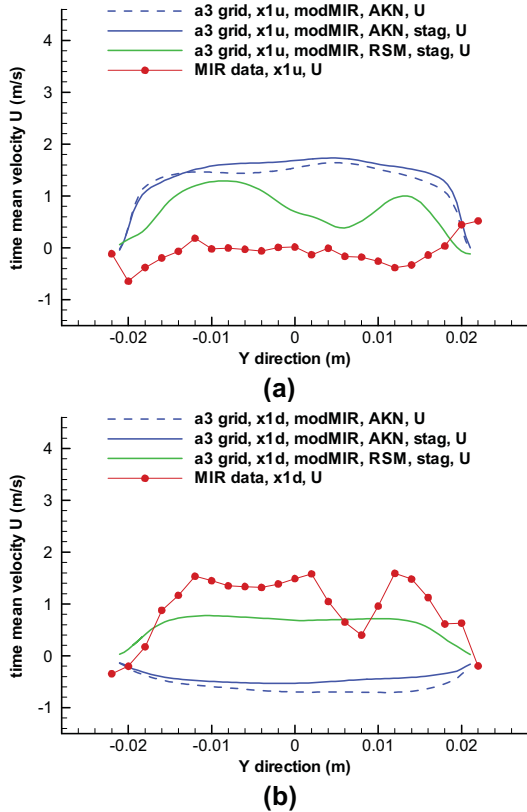 a3 grid, x1u, modMIR, AKN, U
a3 grid, x1u, modMIR, AKN, stag, U
a3 grid, x1u, modMIR, RSM, stag, U
MIR data, x1u, U
time mean velocity U (m/s)
4
3
2
1
0
-1
-0.02
-0.01
0
0.01
0.02
Y direction (m)
(a)
a3 grid, x1d, modMIR, AKN, U
a3 grid, x1d, modMIR, AKN, stag, U
a3 grid, x1d, modMIR, RSM, stag, U
MIR data, x1d, U
time mean velocity U (m/s)
4
3
2
1
0
-1
-0.02
-0.01
0
0.01
0.02
Y direction (m)
(b)